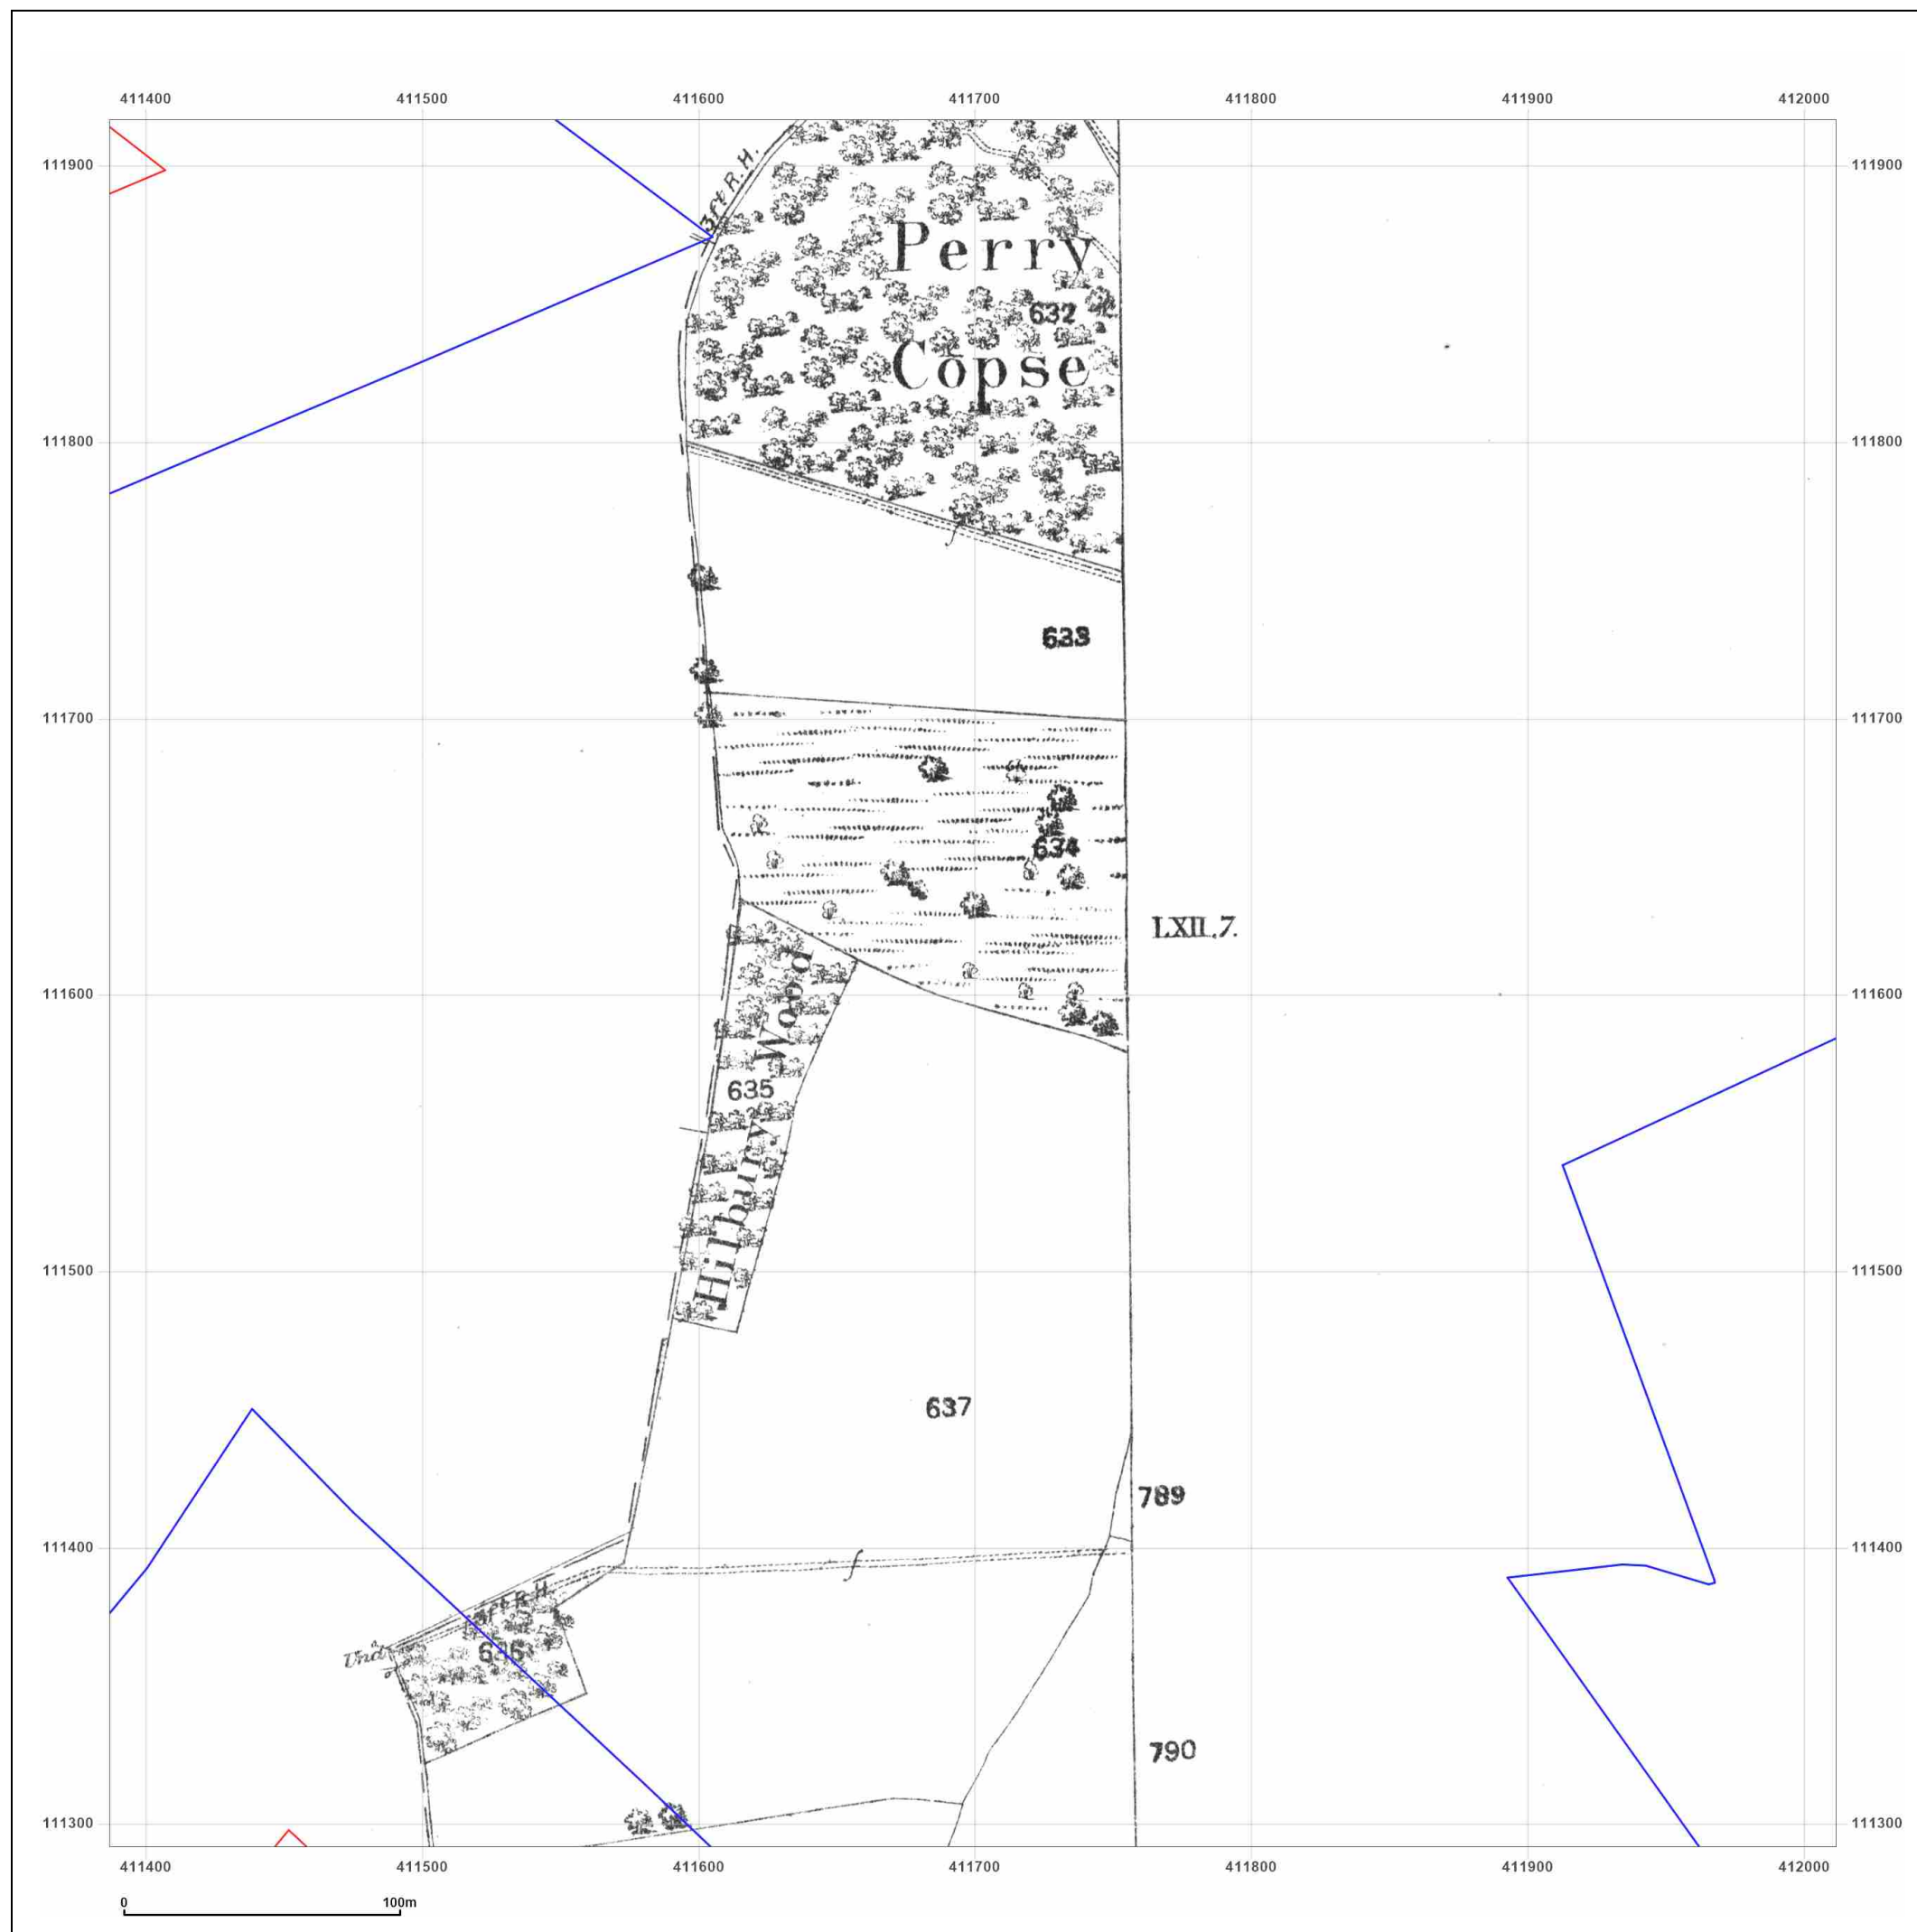 411400 411500 411600 411700 411800 411900 412000
111900 111900
3ft R.H.
Perry
632
Copse
111800 111800
633
111700 111700
634
LXII.7.
111600 111600
Hilbury Wood
635
111500 111500
637
789
111400 111400
3ft R.H.
Und.
636
790
111300 111300
411400 411500 411600 411700 411800 411900 412000
0 100m